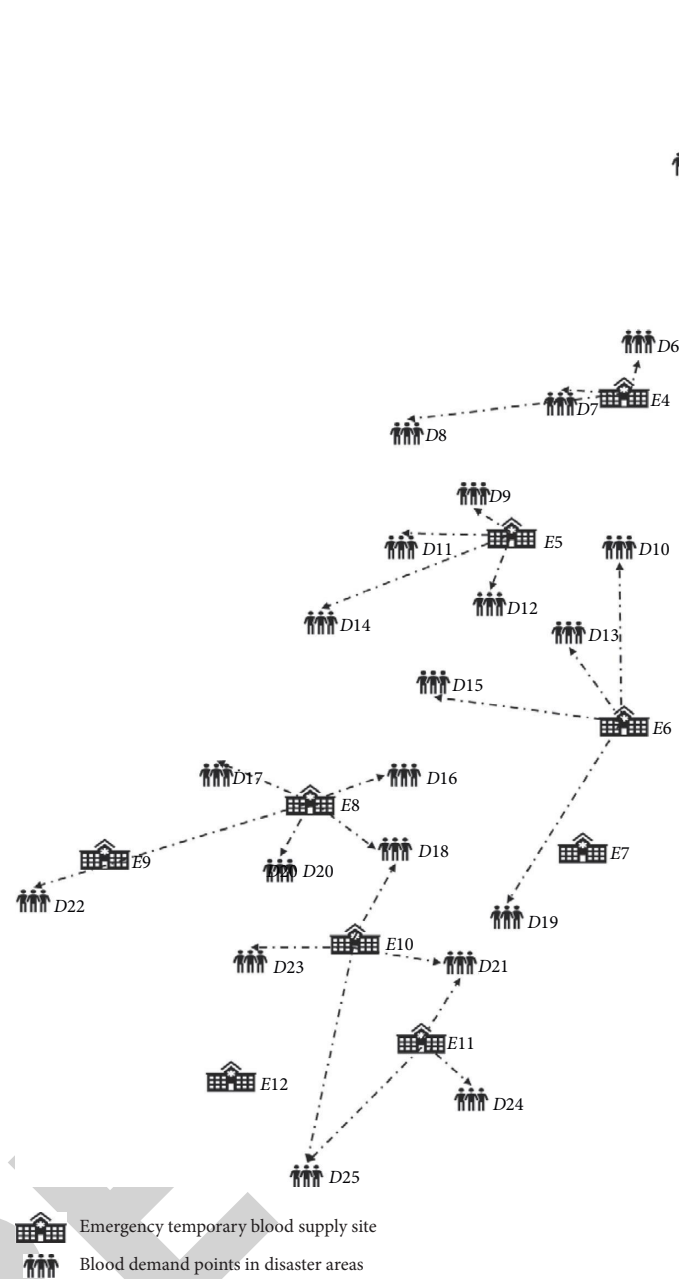 D6
E4
D7
D8
D9
E5
D11
D10
D12
D14
D13
D15
E6
D17
D16
E8
D18
E7
E9
D20 D20
D22
D19
E10
D23
D21
E11
E12
D24
D25
Emergency temporary blood supply site
Blood demand points in disaster areas